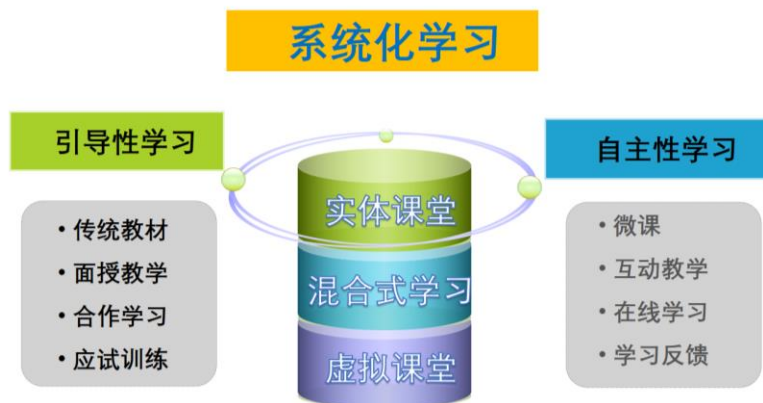 系统化学习
引导性学习
• 传统教材
• 面授教学
• 合作学习
• 应试训练
实体课堂
混合式学习
虚拟课堂
自主性学习
• 微课
• 互动教学
• 在线学习
• 学习反馈